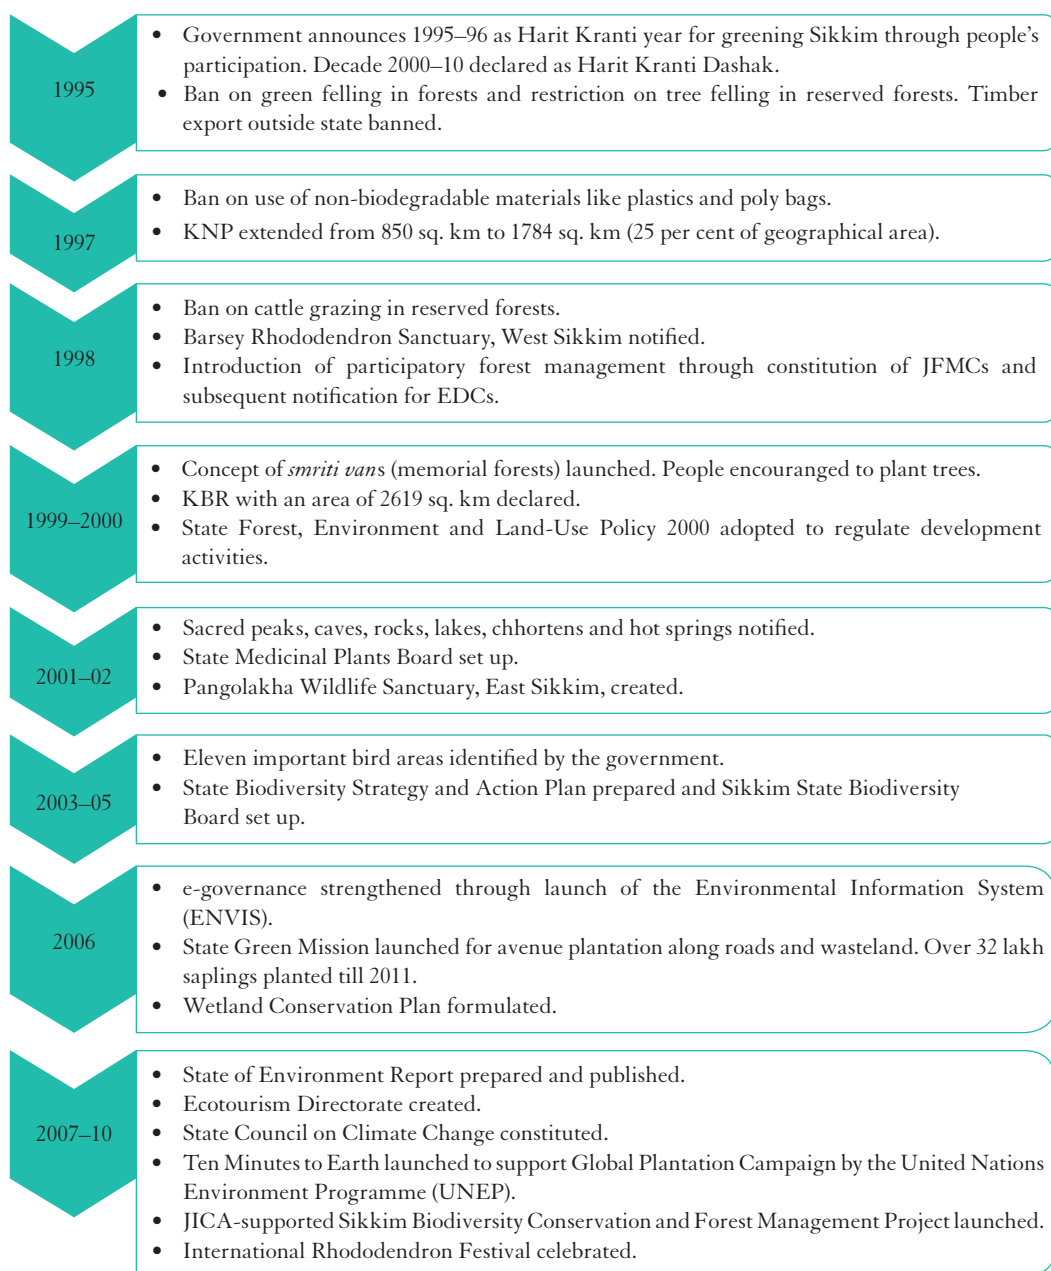 1995
• Government announces 1995–96 as Harit Kranti year for greening Sikkim through people's
participation. Decade 2000–10 declared as Harit Kranti Dashak.
• Ban on green felling in forests and restriction on tree felling in reserved forests. Timber
export outside state banned.
1997
• Ban on use of non-biodegradable materials like plastics and poly bags.
• KNP extended from 850 sq. km to 1784 sq. km (25 per cent of geographical area).
1998
• Ban on cattle grazing in reserved forests.
• Barsey Rhododendron Sanctuary, West Sikkim notified.
• Introduction of participatory forest management through constitution of JFMCs and
subsequent notification for EDCs.
1999–2000
• Concept of smriti vans (memorial forests) launched. People encouranged to plant trees.
• KBR with an area of 2619 sq. km declared.
• State Forest, Environment and Land-Use Policy 2000 adopted to regulate development
activities.
2001–02
• Sacred peaks, caves, rocks, lakes, chhortens and hot springs notified.
• State Medicinal Plants Board set up.
• Pangolakha Wildlife Sanctuary, East Sikkim, created.
2003–05
• Eleven important bird areas identified by the government.
• State Biodiversity Strategy and Action Plan prepared and Sikkim State Biodiversity
Board set up.
2006
• e-governance strengthened through launch of the Environmental Information System
(ENVIS).
• State Green Mission launched for avenue plantation along roads and wasteland. Over 32 lakh
saplings planted till 2011.
• Wetland Conservation Plan formulated.
2007–10
• State of Environment Report prepared and published.
• Ecotourism Directorate created.
• State Council on Climate Change constituted.
• Ten Minutes to Earth launched to support Global Plantation Campaign by the United Nations
Environment Programme (UNEP).
• JICA-supported Sikkim Biodiversity Conservation and Forest Management Project launched.
• International Rhododendron Festival celebrated.